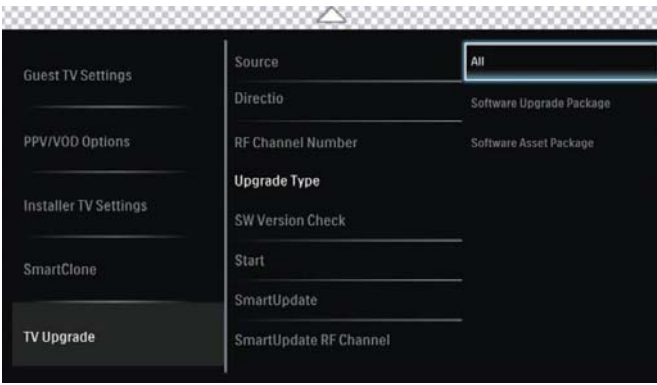 Guest TV Settings
PPV/VOD Options
Installer TV Settings
SmartClone
TV Upgrade
Source
Directio
RF Channel Number
Upgrade Type
SW Version Check
Start
SmartUpdate
SmartUpdate RF Channel
All
Software Upgrade Package
Software Asset Package